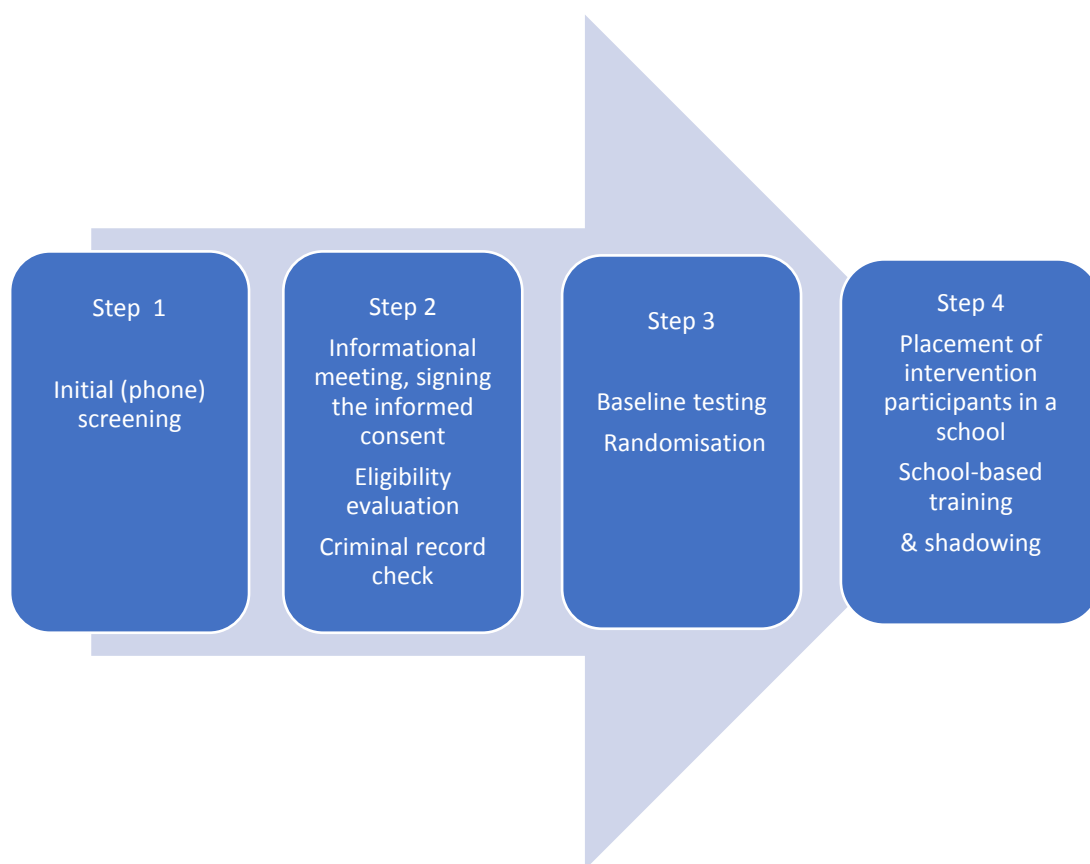 Step 1
Initial (phone)
screening
Step 2
Informational
meeting, signing
the informed
consent
Eligibility
evaluation
Criminal record
check
Step 3
Baseline testing
Randomisation
Step 4
Placement of
intervention
participants in a
school
School-based
training
& shadowing